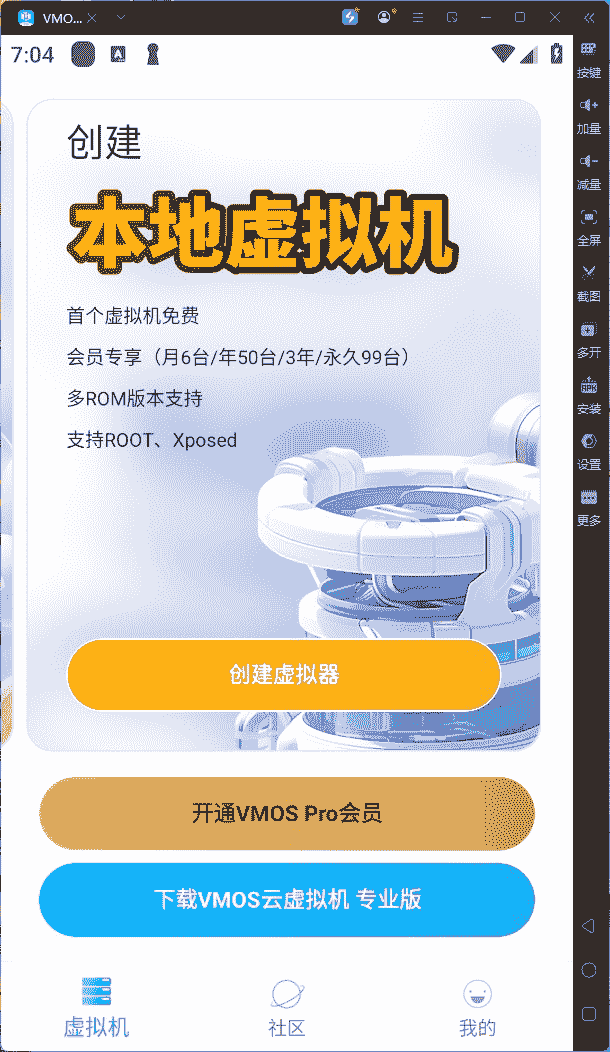 VMO...
7:04
创建
本地虚拟机
首个虚拟机免费
会员专享（月6台/年50台/3年/永久99台）
多ROM版本支持
支持ROOT、Xposed
创建虚拟器
开通VMOS Pro会员
下载VMOS云虚拟机 专业版
虚拟机
社区
我的
按键
加量
减量
全屏
截图
多开
安装
设置
更多